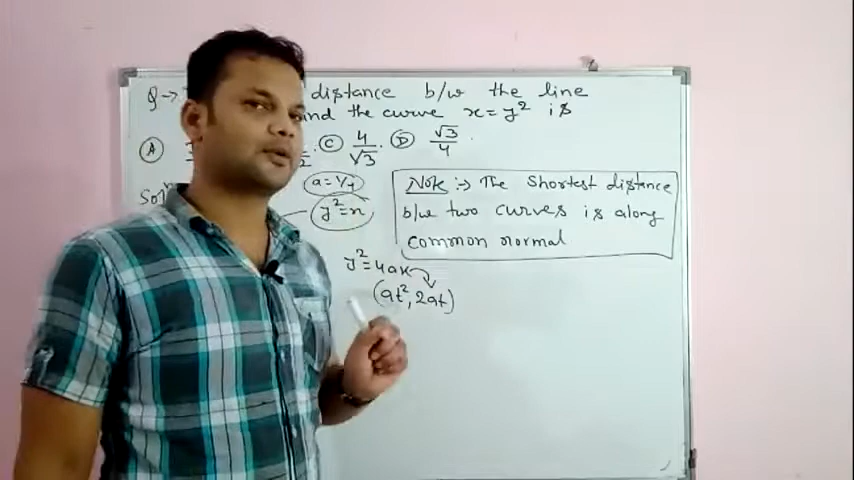 Q→ distance b/w the line
and the curve x=y² is
Ⓐ Ⓒ 4/√3. Ⓓ √3/4.
Solⁿ a=1/4
y²=x
Note :→ The Shortest distance
b/w two curves is along
common normal
y²=4ax
(at², 2at)